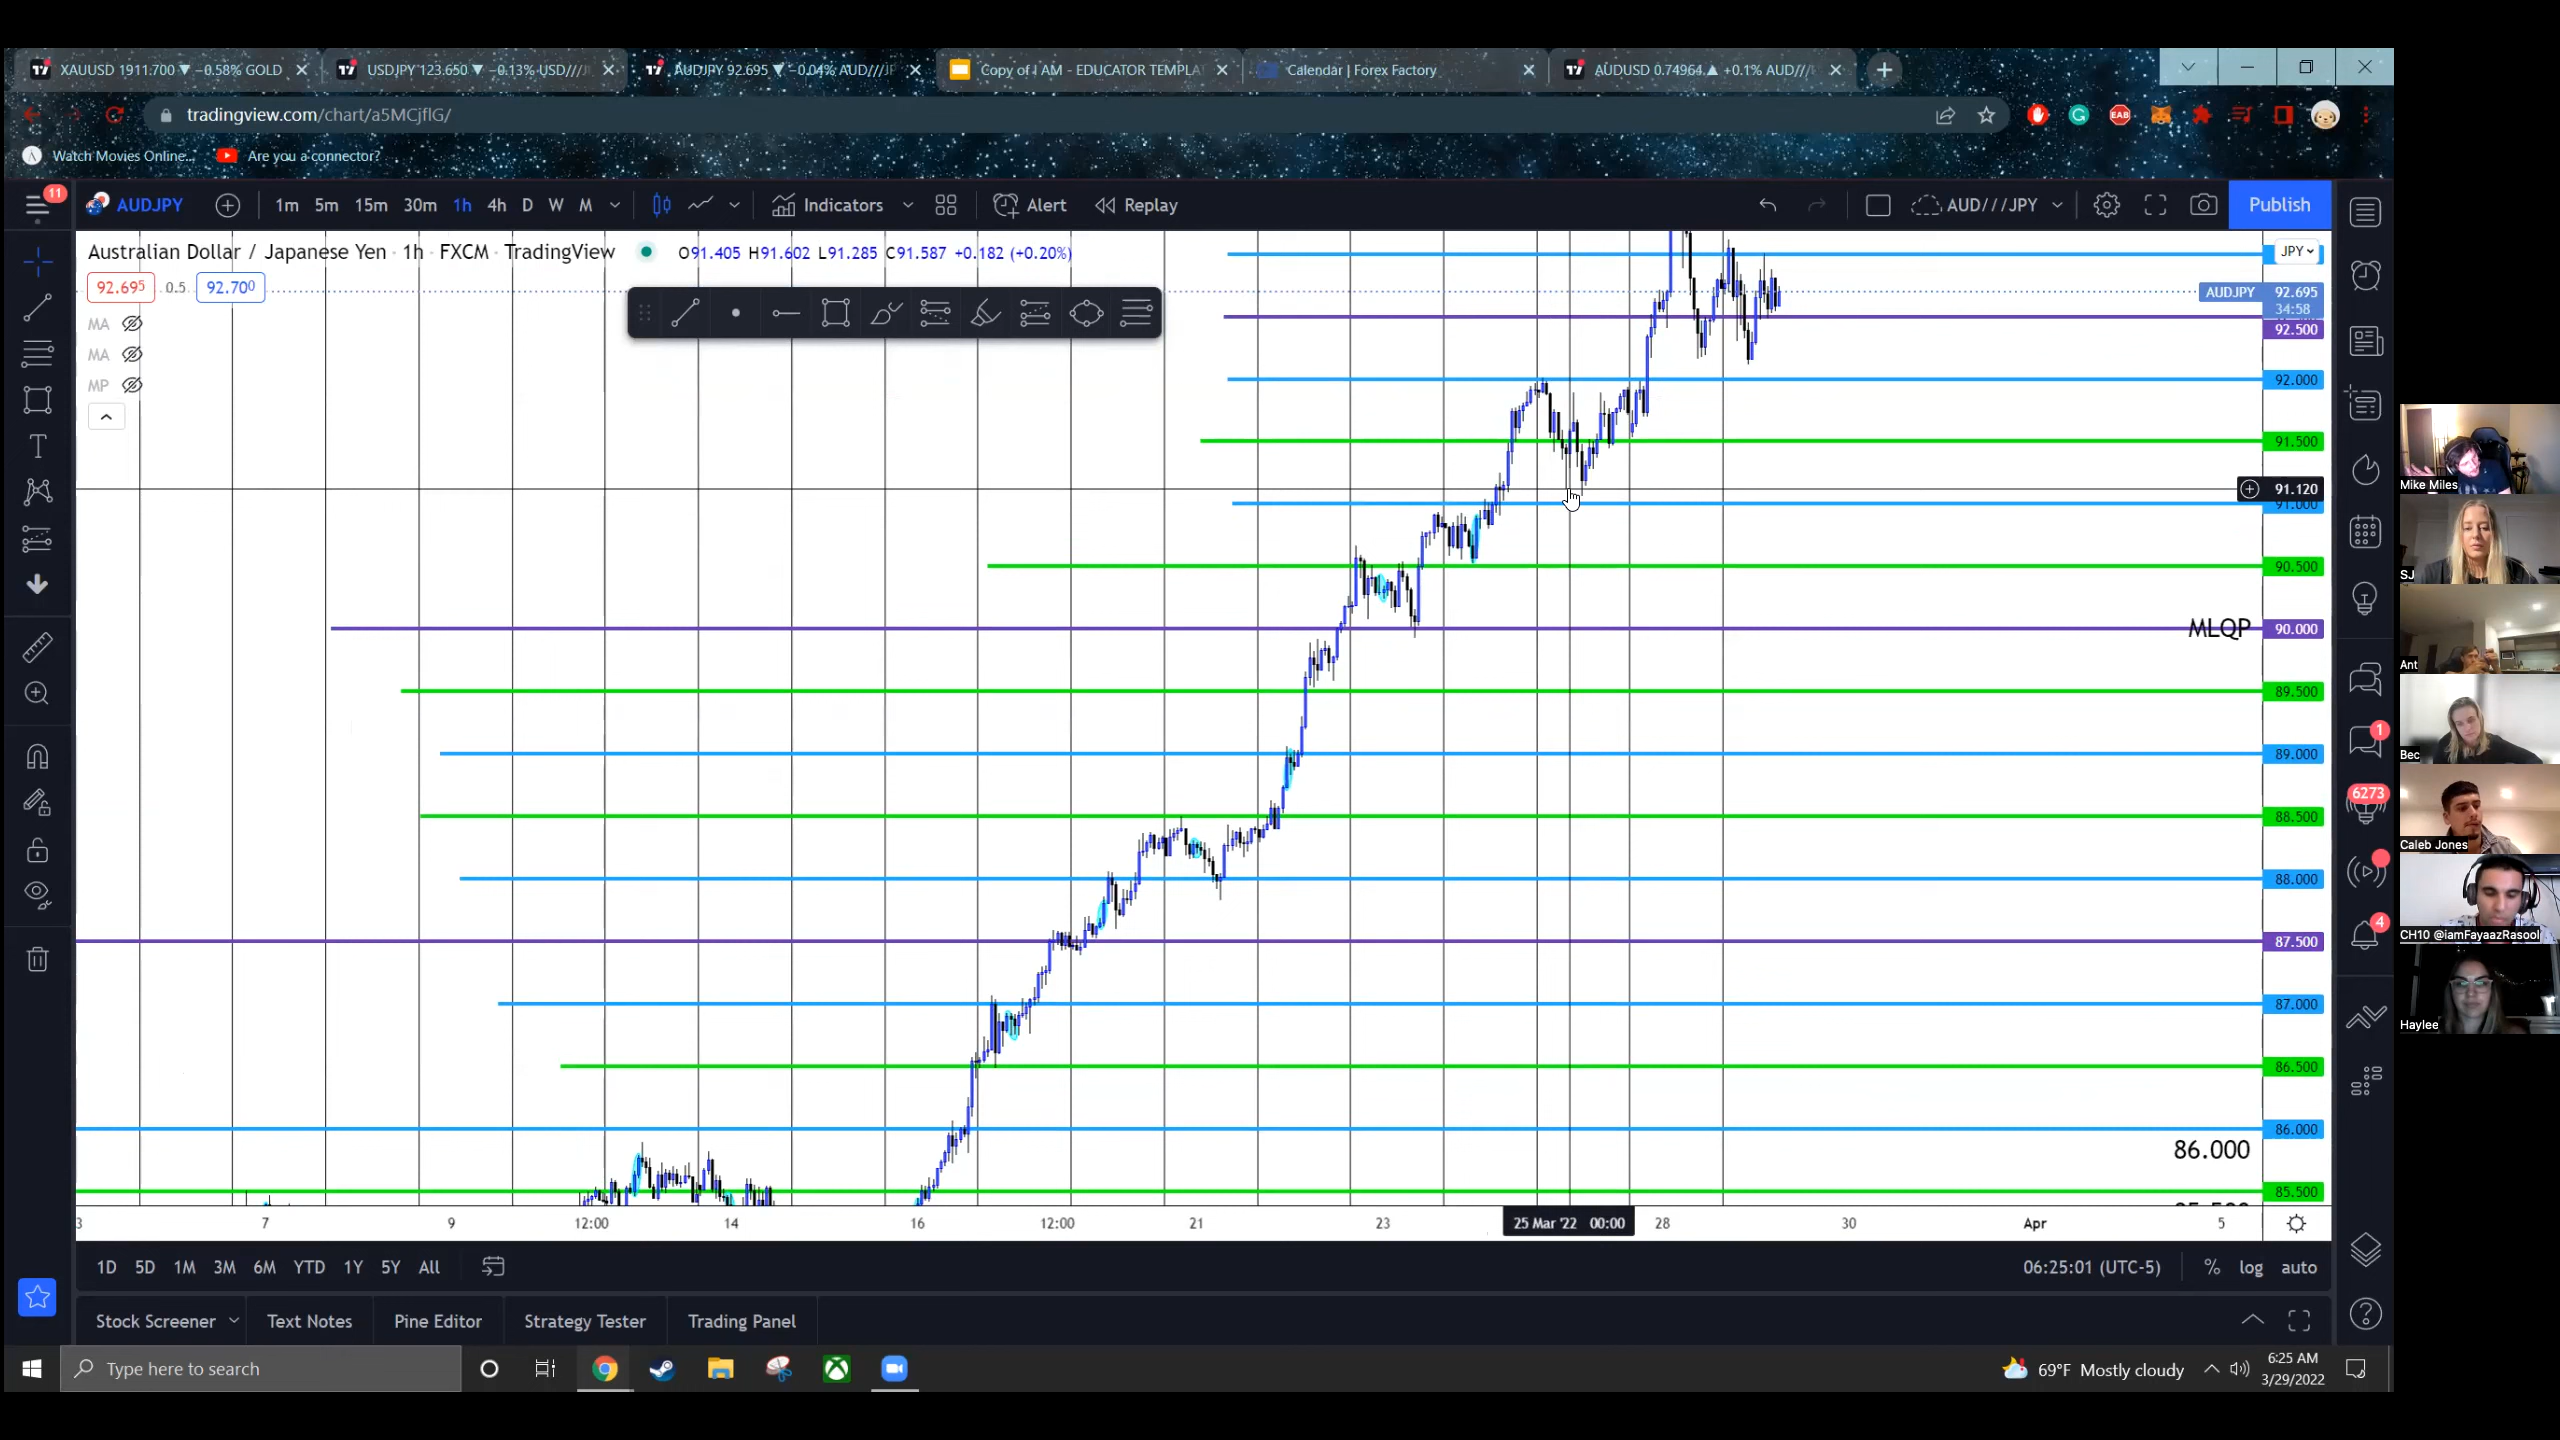 XAUUSD 1911.700 ▼ −0.58% GOLD
USDJPY 123.650 ▼ −0.13% USD///J
AUDJPY 92.695 ▼ −0.04% AUD///JP
Copy of I AM - EDUCATOR TEMPLA
Calendar | Forex Factory
AUDUSD 0.74964 ▲ +0.1% AUD///
tradingview.com/chart/a5MCjflG/
EAB
Watch Movies Online...
Are you a connector?
11
AUDJPY
1m 5m 15m 30m 1h 4h D W M
Indicators
Alert
Replay
AUD///JPY
Publish
Australian Dollar / Japanese Yen · 1h · FXCM · TradingView
O91.405 H91.602 L91.285 C91.587 +0.182 (+0.20%)
JPY
92.695 0.5 92.700
AUDJPY 92.695
34:58
MA
92.500
MA
92.000
MP
91.500
91.120
91.000
90.500
MLQP 90.000
89.500
89.000
88.500
88.000
87.500
87.000
86.500
86.000
86.000
85.500
3 7 9 12:00 14 16 12:00 21 23 25 Mar '22 00:00 28 30 Apr 5
1D 5D 1M 3M 6M YTD 1Y 5Y All
06:25:01 (UTC-5) % log auto
Stock Screener
Text Notes
Pine Editor
Strategy Tester
Trading Panel
1
6273
4
Mike Miles
SJ
Ant
Bec
Caleb Jones
CH10 @iamFayaazRasool
Haylee
Type here to search
69°F Mostly cloudy
6:25 AM
3/29/2022